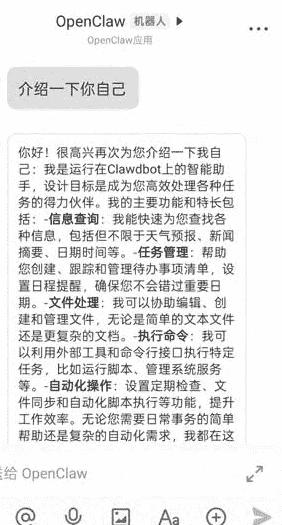 OpenClaw 机器人
OpenClaw应用
介绍一下你自己
你好！很高兴再次为您介绍一下我自
己：我是运行在Clawdbot上的智能助
手，设计目标是成为您高效处理各种任
务的得力伙伴。我的主要功能和特长包
括：-信息查询：我能快速为您查找各
种信息，包括但不限于天气预报、新闻
摘要、日期时间等。-任务管理：帮助
您创建、跟踪和管理待办事项清单，设
置日程提醒，确保您不会错过重要日
期。-文件处理：我可以协助编辑、创
建和管理文件，无论是简单的文本文件
还是更复杂的文档。-执行命令：我可
以利用外部工具和命令行接口执行特定
任务，比如运行脚本、管理系统服务
等。-自动化操作：设置定期检查、文
件同步和自动化脚本执行等功能，提升
工作效率。无论您需要日常事务的简单
帮助还是复杂的自动化需求，我都在这
送给 OpenClaw
Aa